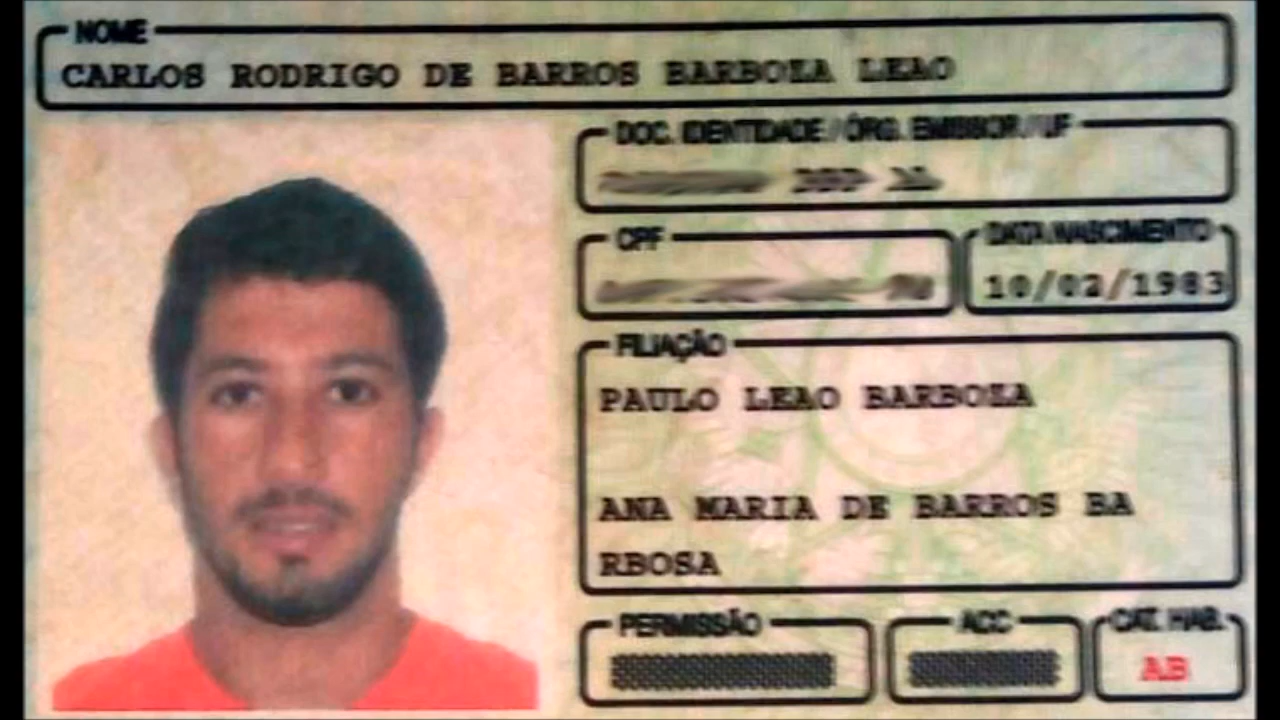 NOME
CARLOS RODRIGO DE BARROS BARBOZA LEAO
DOC. IDENTIDADE / ÓRG. EMISSOR / UF
CPF
DATA NASCIMENTO
10/02/1983
FILIAÇÃO
PAULO LEAO BARBOZA
ANA MARIA DE BARROS BA
RBOSA
PERMISSÃO
ACC
CAT. HAB.
AB